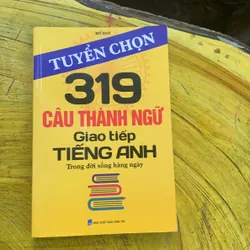 TUYỂN CHỌN
319
CÂU THÀNH NGỮ
Giao tiếp
TIẾNG ANH
Trong đời sống hàng ngày